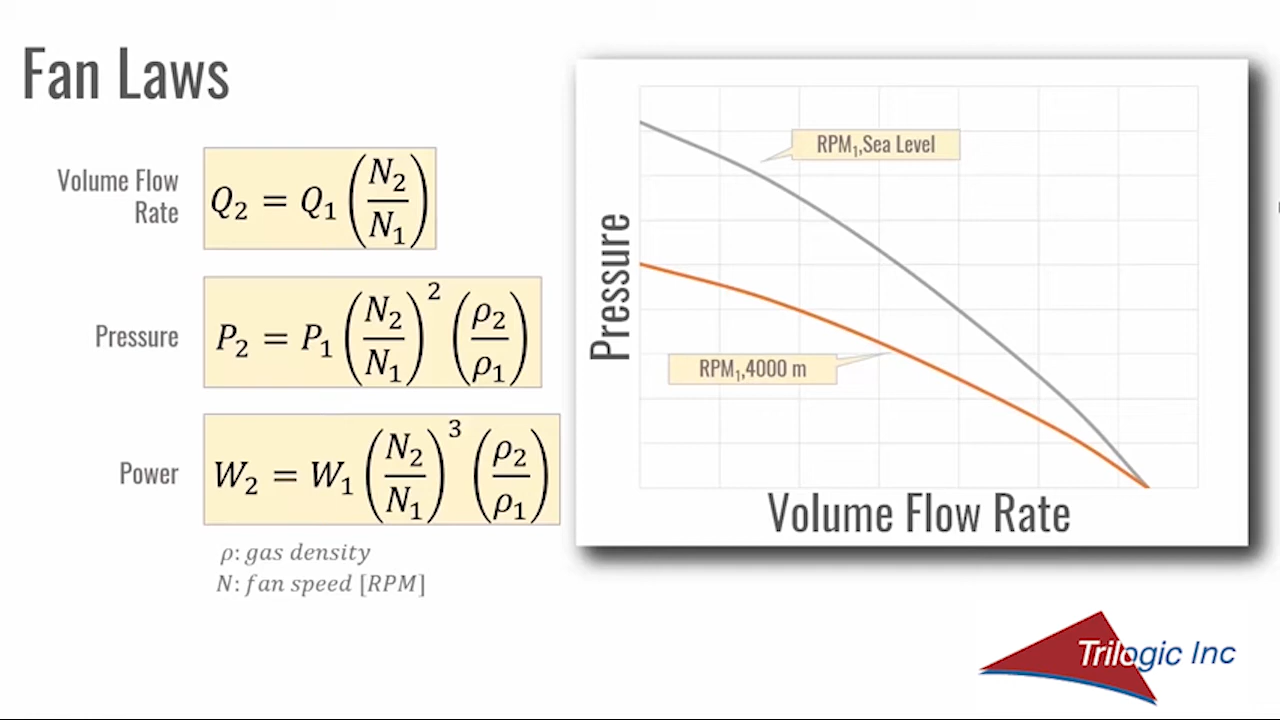 Fan Laws
Volume Flow
Rate
Q₂ = Q₁ (N₂/N₁)
Pressure
P₂ = P₁ (N₂/N₁)² (ρ₂/ρ₁)
Power
W₂ = W₁ (N₂/N₁)³ (ρ₂/ρ₁)
ρ: gas density
N: fan speed [RPM]
Pressure
RPM₁,Sea Level
RPM₁,4000 m
Volume Flow Rate
Trilogic Inc